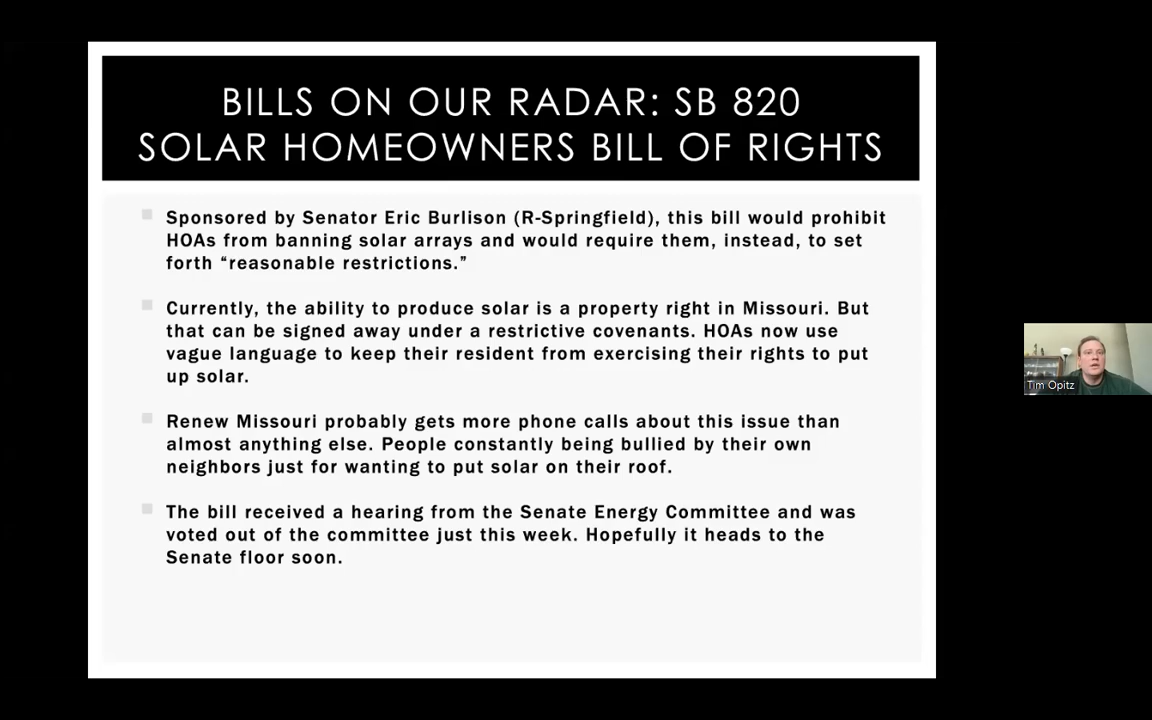 BILLS ON OUR RADAR: SB 820
SOLAR HOMEOWNERS BILL OF RIGHTS
Sponsored by Senator Eric Burlison (R-Springfield), this bill would prohibit
HOAs from banning solar arrays and would require them, instead, to set
forth “reasonable restrictions.”
Currently, the ability to produce solar is a property right in Missouri. But
that can be signed away under a restrictive covenants. HOAs now use
vague language to keep their resident from exercising their rights to put
up solar.
Renew Missouri probably gets more phone calls about this issue than
almost anything else. People constantly being bullied by their own
neighbors just for wanting to put solar on their roof.
The bill received a hearing from the Senate Energy Committee and was
voted out of the committee just this week. Hopefully it heads to the
Senate floor soon.
Tim Opitz